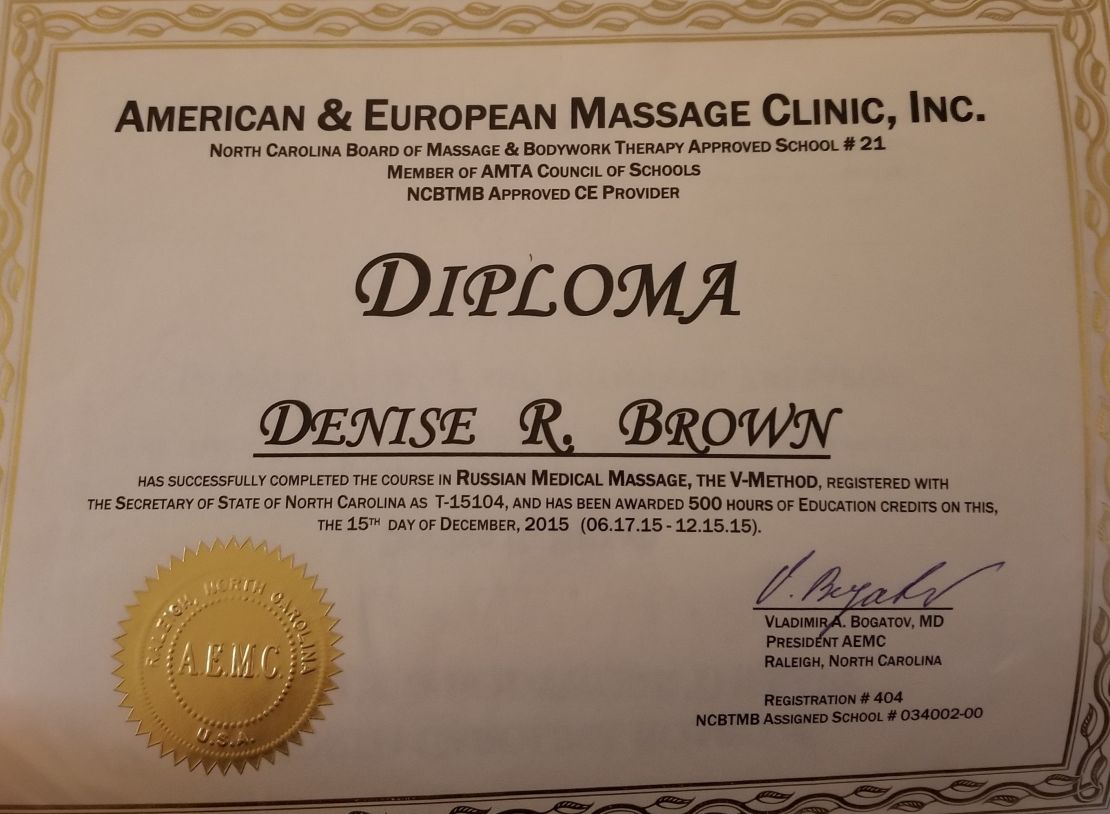 AMERICAN & EUROPEAN MASSAGE CLINIC, INC.
NORTH CAROLINA BOARD OF MASSAGE & BODYWORK THERAPY APPROVED SCHOOL # 21
MEMBER OF AMTA COUNCIL OF SCHOOLS
NCBTMB APPROVED CE PROVIDER
DIPLOMA
DENISE R. BROWN
HAS SUCCESSFULLY COMPLETED THE COURSE IN RUSSIAN MEDICAL MASSAGE, THE V-METHOD, REGISTERED WITH
THE SECRETARY OF STATE OF NORTH CAROLINA AS T-15104, AND HAS BEEN AWARDED 500 HOURS OF EDUCATION CREDITS ON THIS,
THE 15TH DAY OF DECEMBER, 2015 (06.17.15 - 12.15.15).
RALEIGH, NORTH CAROLINA
A.E.M.C.
U.S.A.
V. Bogatov
VLADIMIR A. BOGATOV, MD
PRESIDENT AEMC
RALEIGH, NORTH CAROLINA
REGISTRATION # 404
NCBTMB ASSIGNED SCHOOL # 034002-00